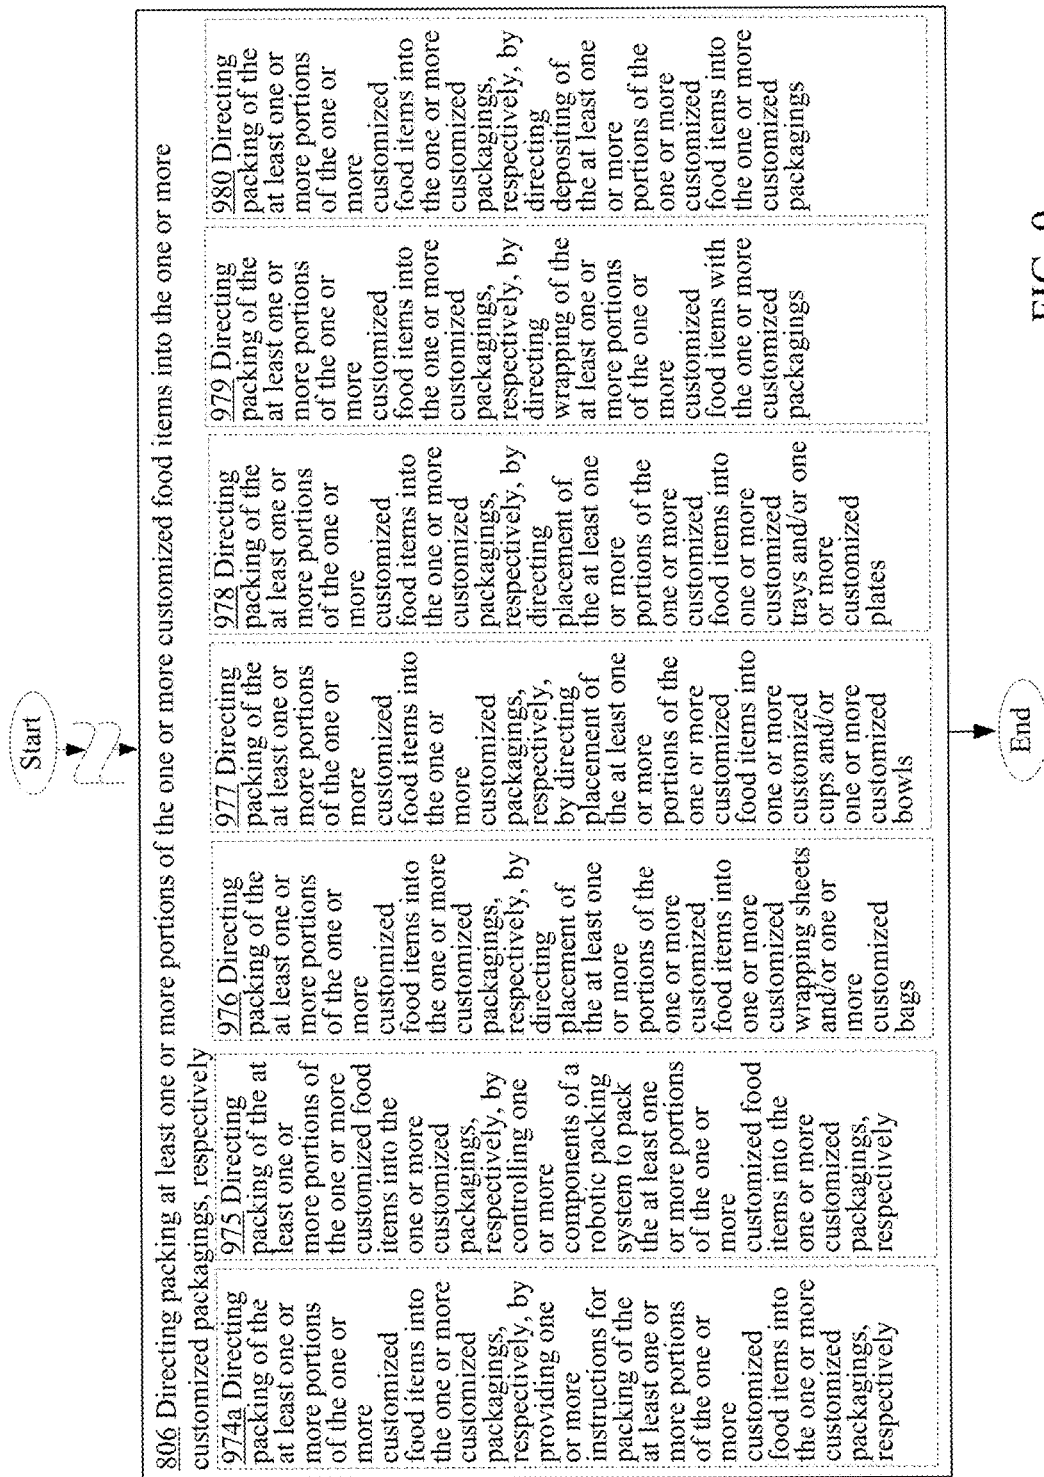 Start
806 Directing packing at least one or more portions of the one or more customized food items into the one or more
customized packagings, respectively
974a Directing
packing of the
at least one or
more portions
of the one or
more
customized
food items into
the one or more
customized
packagings,
respectively, by
providing one
or more
instructions for
packing of the
at least one or
more portions
of the one or
more
customized
food items into
the one or more
customized
packagings,
respectively
975 Directing
packing of the at
least one or
more portions of
the one or more
customized food
items into the
one or more
customized
packagings,
respectively, by
controlling one
or more
components of a
robotic packing
system to pack
the at least one
or more portions
of the one or
more
customized food
items into the
one or more
customized
packagings,
respectively
976 Directing
packing of the
at least one or
more portions
of the one or
more
customized
food items into
the one or more
customized
packagings,
respectively, by
directing
placement of
the at least one
or more
portions of the
one or more
customized
food items into
one or more
customized
wrapping sheets
and/or one or
more
customized
bags
977 Directing
packing of the
at least one or
more portions
of the one or
more
customized
food items into
the one or
more
customized
packagings,
respectively,
by directing
placement of
the at least one
or more
portions of the
one or more
customized
food items into
one or more
customized
cups and/or
one or more
customized
bowls
978 Directing
packing of the
at least one or
more portions
of the one or
more
customized
food items into
the one or more
customized
packagings,
respectively, by
directing
placement of
the at least one
or more
portions of the
one or more
customized
food items into
one or more
customized
trays and/or one
or more
customized
plates
979 Directing
packing of the
at least one or
more portions
of the one or
more
customized
food items into
the one or more
customized
packagings,
respectively, by
directing
wrapping of the
at least one or
more portions
of the one or
more
customized
food items with
the one or more
customized
packagings
980 Directing
packing of the
at least one or
more portions
of the one or
more
customized
food items into
the one or more
customized
packagings,
respectively, by
directing
depositing of
the at least one
or more
portions of the
one or more
customized
food items into
the one or more
customized
packagings
End
FIG.